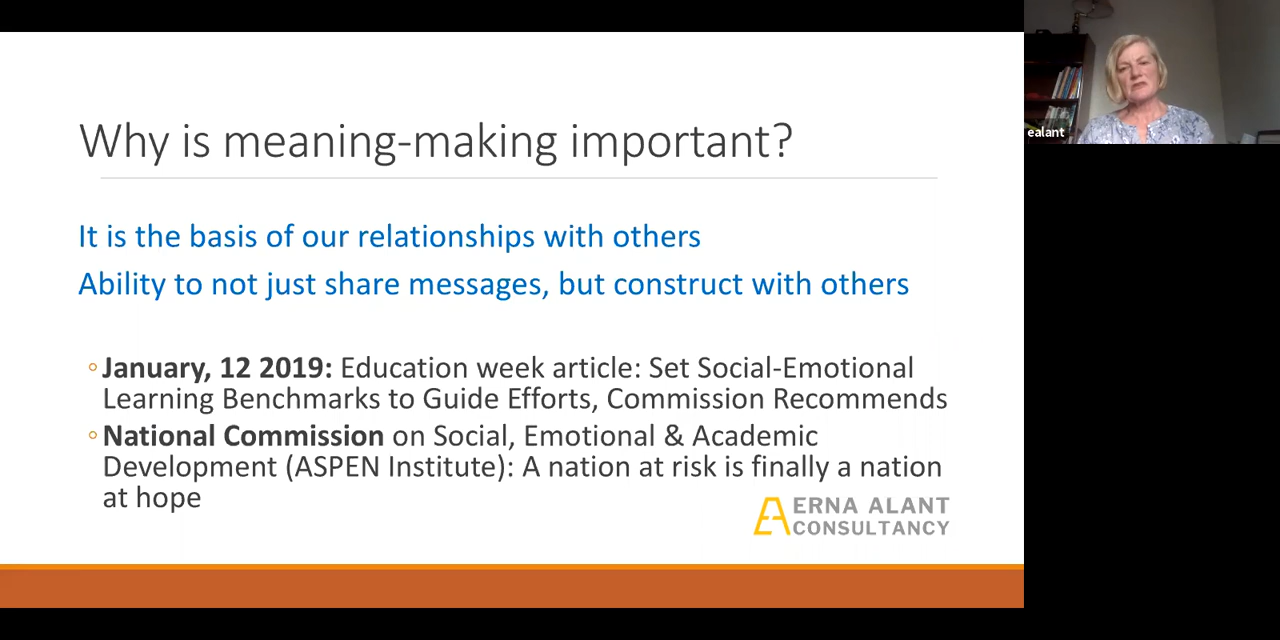 Why is meaning-making important?
It is the basis of our relationships with others
Ability to not just share messages, but construct with others
January, 12 2019: Education week article: Set Social-Emotional
Learning Benchmarks to Guide Efforts, Commission Recommends
National Commission on Social, Emotional & Academic
Development (ASPEN Institute): A nation at risk is finally a nation
at hope
ERNA ALANT
CONSULTANCY
ealant